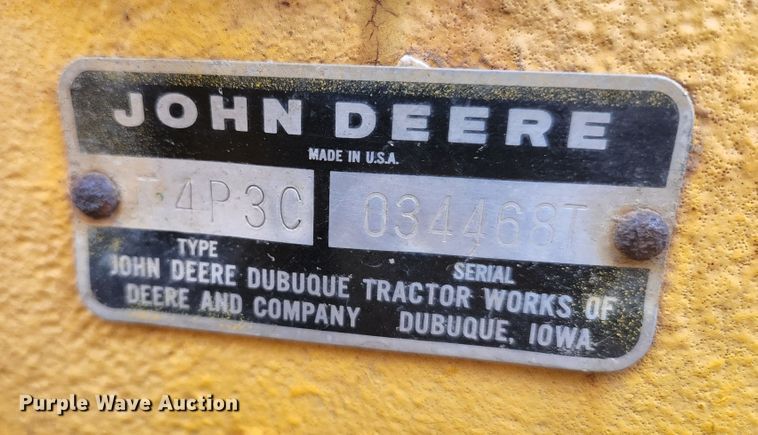 JOHN DEERE
MADE IN U.S.A.
T4P3C 034468T
TYPE SERIAL
JOHN DEERE DUBUQUE TRACTOR WORKS OF
DEERE AND COMPANY DUBUQUE, IOWA
Purple Wave Auction